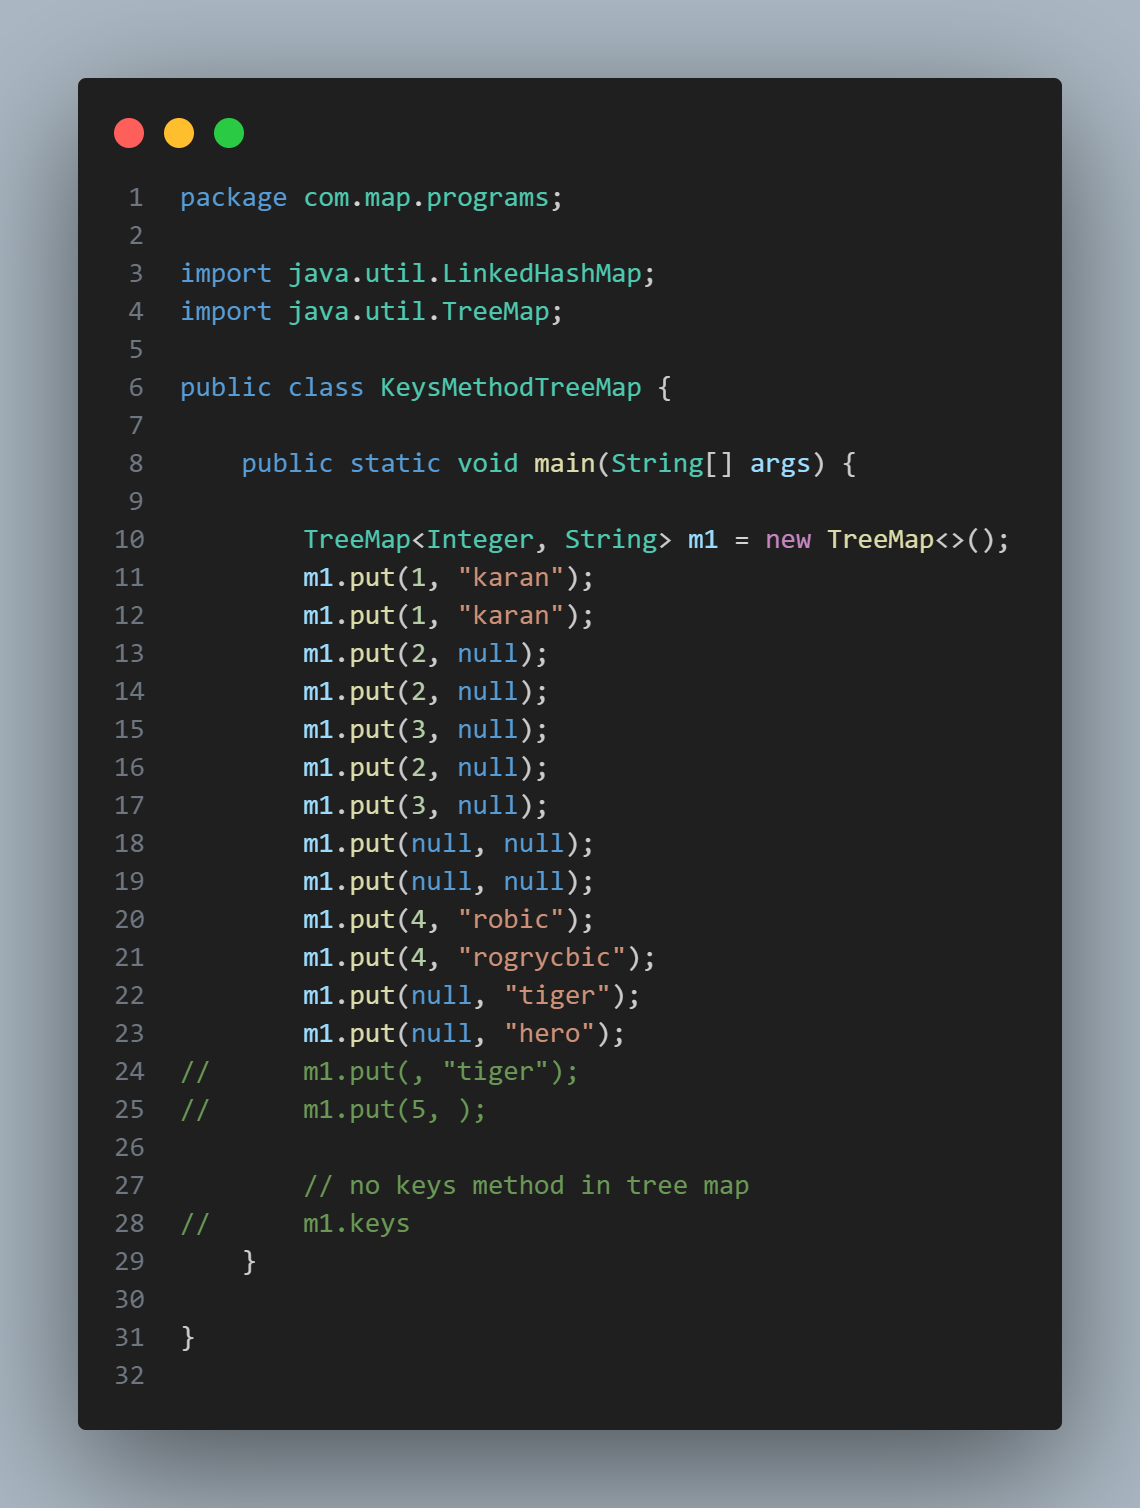 1 package com.map.programs;
2
3 import java.util.LinkedHashMap;
4 import java.util.TreeMap;
5
6 public class KeysMethodTreeMap {
7
8     public static void main(String[] args) {
9
10         TreeMap<Integer, String> m1 = new TreeMap<>();
11         m1.put(1, "karan");
12         m1.put(1, "karan");
13         m1.put(2, null);
14         m1.put(2, null);
15         m1.put(3, null);
16         m1.put(2, null);
17         m1.put(3, null);
18         m1.put(null, null);
19         m1.put(null, null);
20         m1.put(4, "robic");
21         m1.put(4, "rogrycbic");
22         m1.put(null, "tiger");
23         m1.put(null, "hero");
24 //      m1.put(, "tiger");
25 //      m1.put(5, );
26
27         // no keys method in tree map
28 //      m1.keys
29     }
30
31 }
32